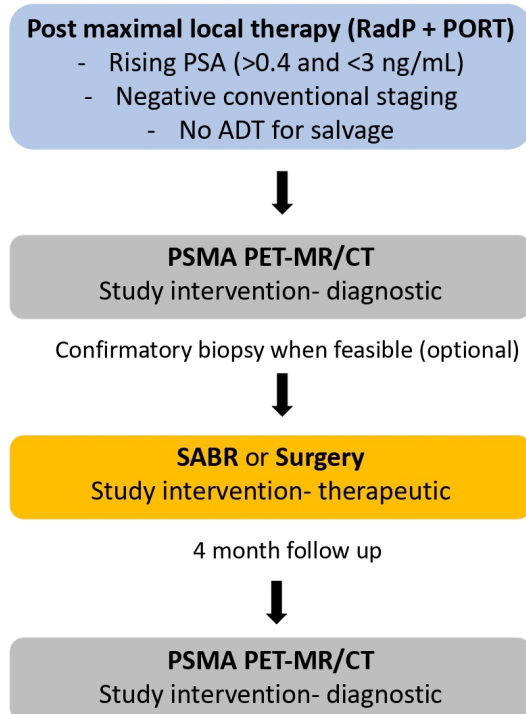 Post maximal local therapy (RadP + PORT)
- Rising PSA (>0.4 and <3 ng/mL)
- Negative conventional staging
- No ADT for salvage
PSMA PET-MR/CT
Study intervention- diagnostic
Confirmatory biopsy when feasible (optional)
SABR or Surgery
Study intervention- therapeutic
4 month follow up
PSMA PET-MR/CT
Study intervention- diagnostic